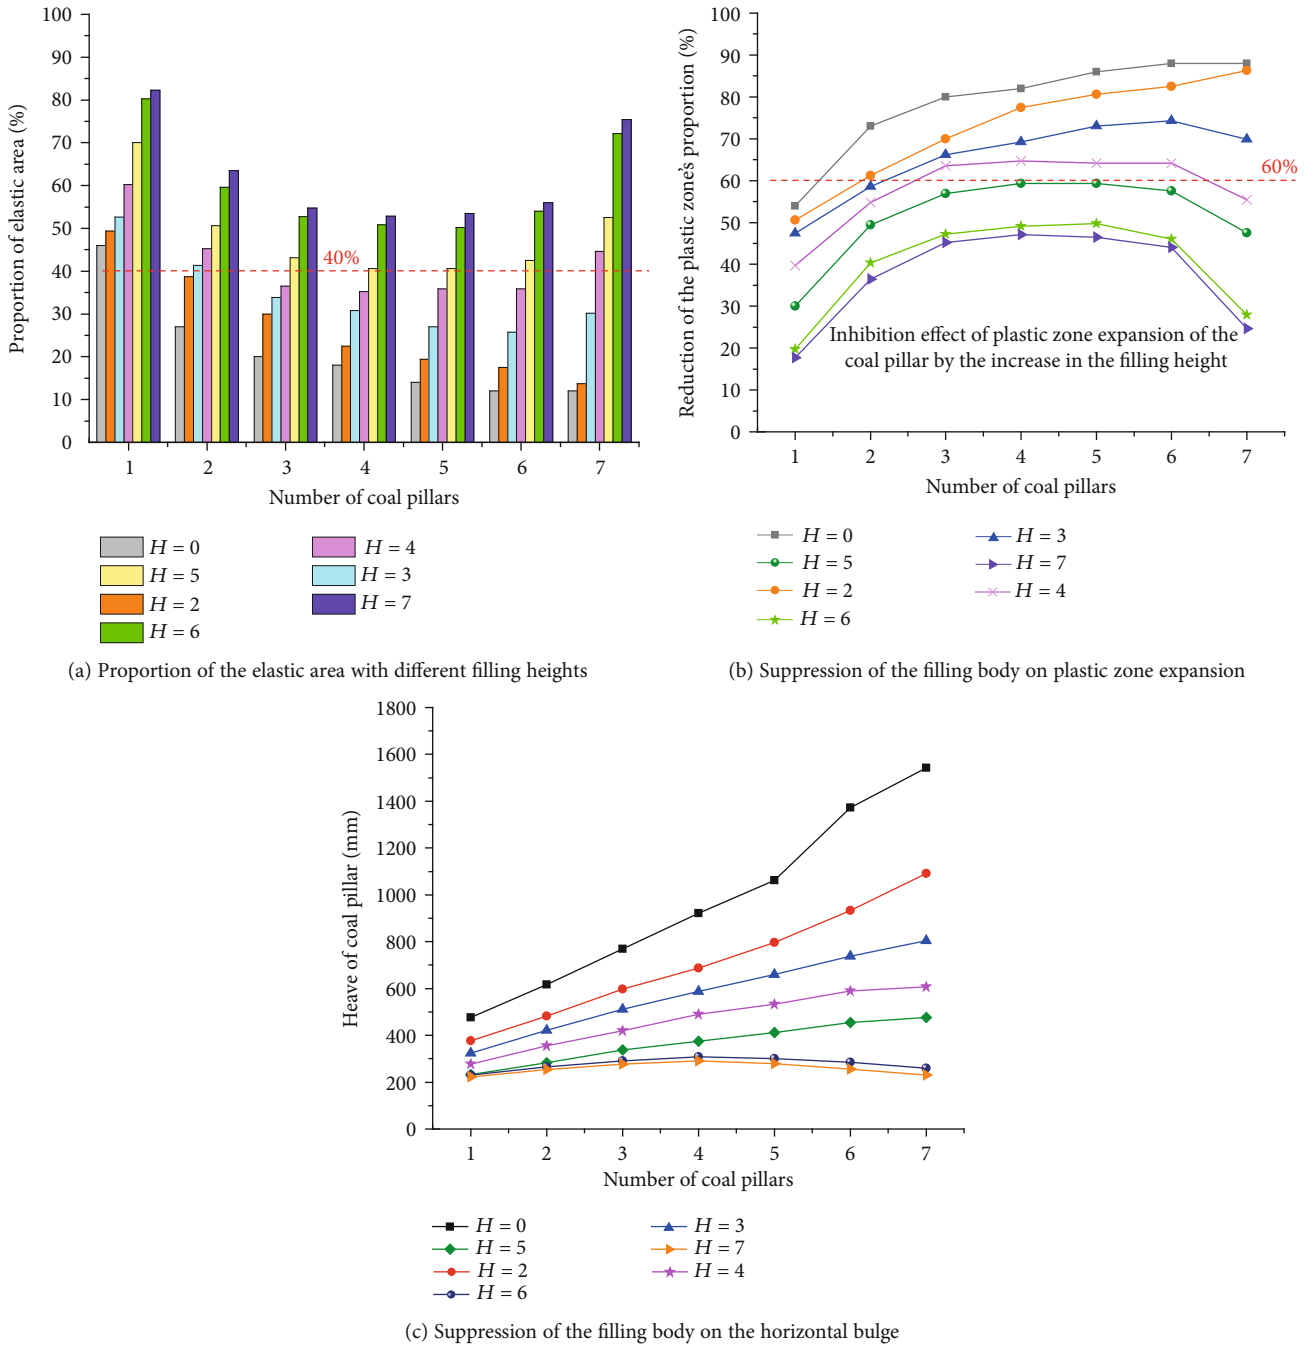 100
90
80
70
60
50
40
30
20
10
0
Proportion of elastic area (%)
40%
1 2 3 4 5 6 7
Number of coal pillars
H = 0
H = 4
H = 5
H = 3
H = 2
H = 7
H = 6
(a) Proportion of the elastic area with different filling heights
100
90
80
70
60
50
40
30
20
10
0
Reduction of the plastic zone's proportion (%)
60%
Inhibition effect of plastic zone expansion of the
coal pillar by the increase in the filling height
1 2 3 4 5 6 7
Number of coal pillars
H = 0
H = 3
H = 5
H = 7
H = 2
H = 4
H = 6
(b) Suppression of the filling body on plastic zone expansion
1800
1600
1400
1200
1000
800
600
400
200
0
Heave of coal pillar (mm)
1 2 3 4 5 6 7
Number of coal pillars
H = 0
H = 3
H = 5
H = 7
H = 2
H = 4
H = 6
(c) Suppression of the filling body on the horizontal bulge